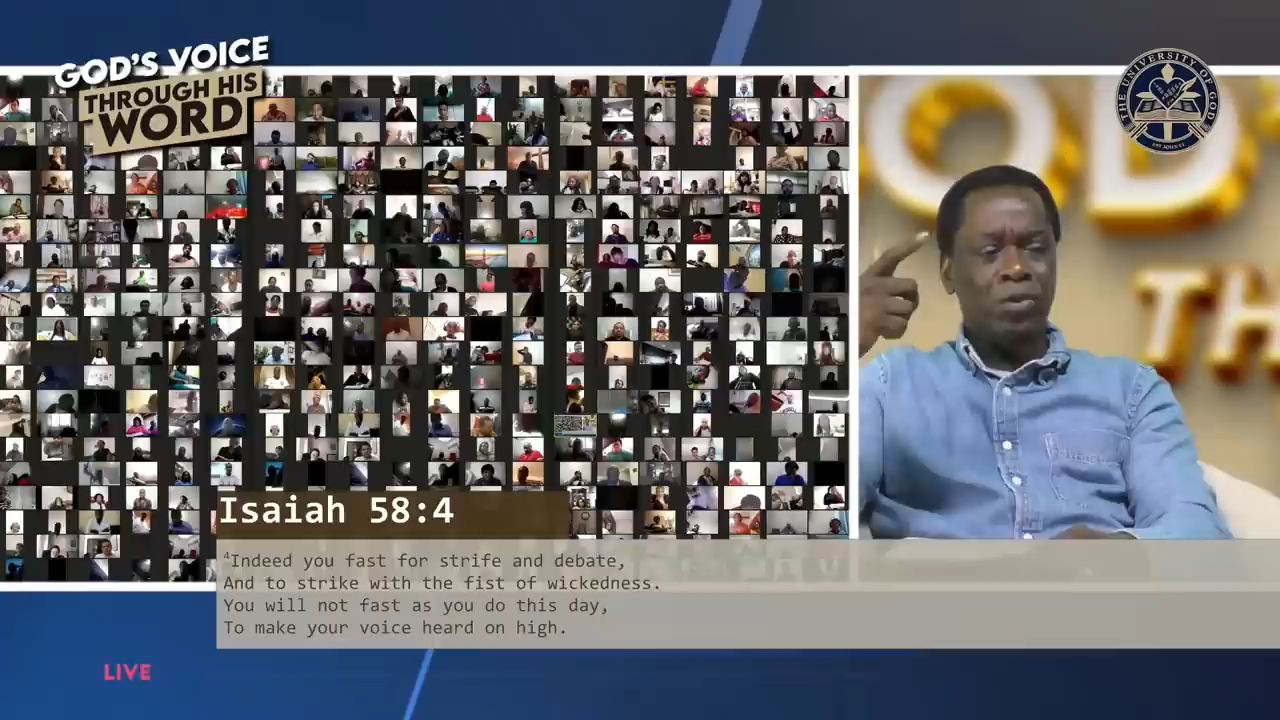 GOD'S VOICE
THROUGH HIS
WORD
THE UNIVERSITY OF GOD
OD
Th
Isaiah 58:4
⁴Indeed you fast for strife and debate,
And to strike with the fist of wickedness.
You will not fast as you do this day,
To make your voice heard on high.
LIVE